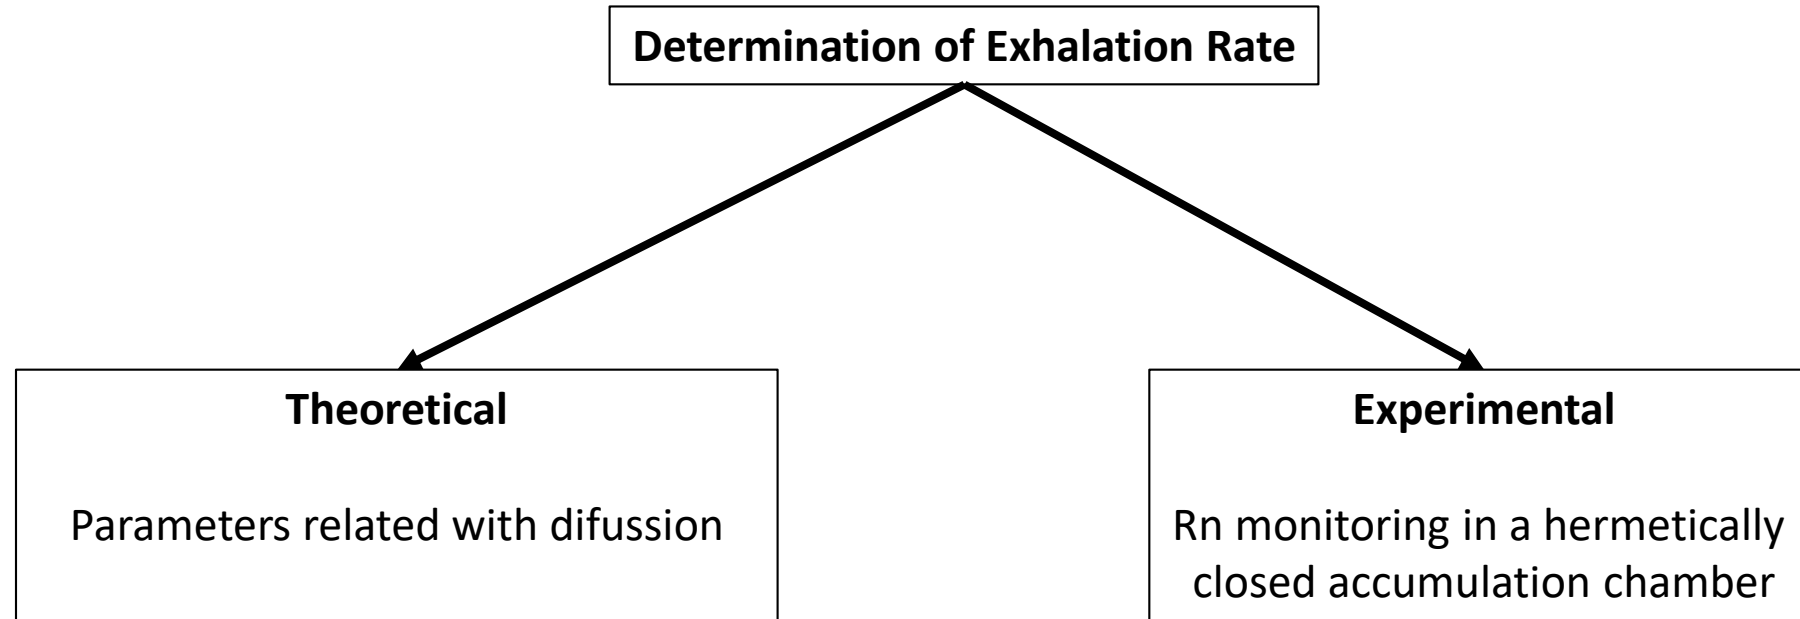 Determination of Exhalation Rate
Theoretical
Parameters related with difussion
Experimental
Rn monitoring in a hermetically
closed accumulation chamber